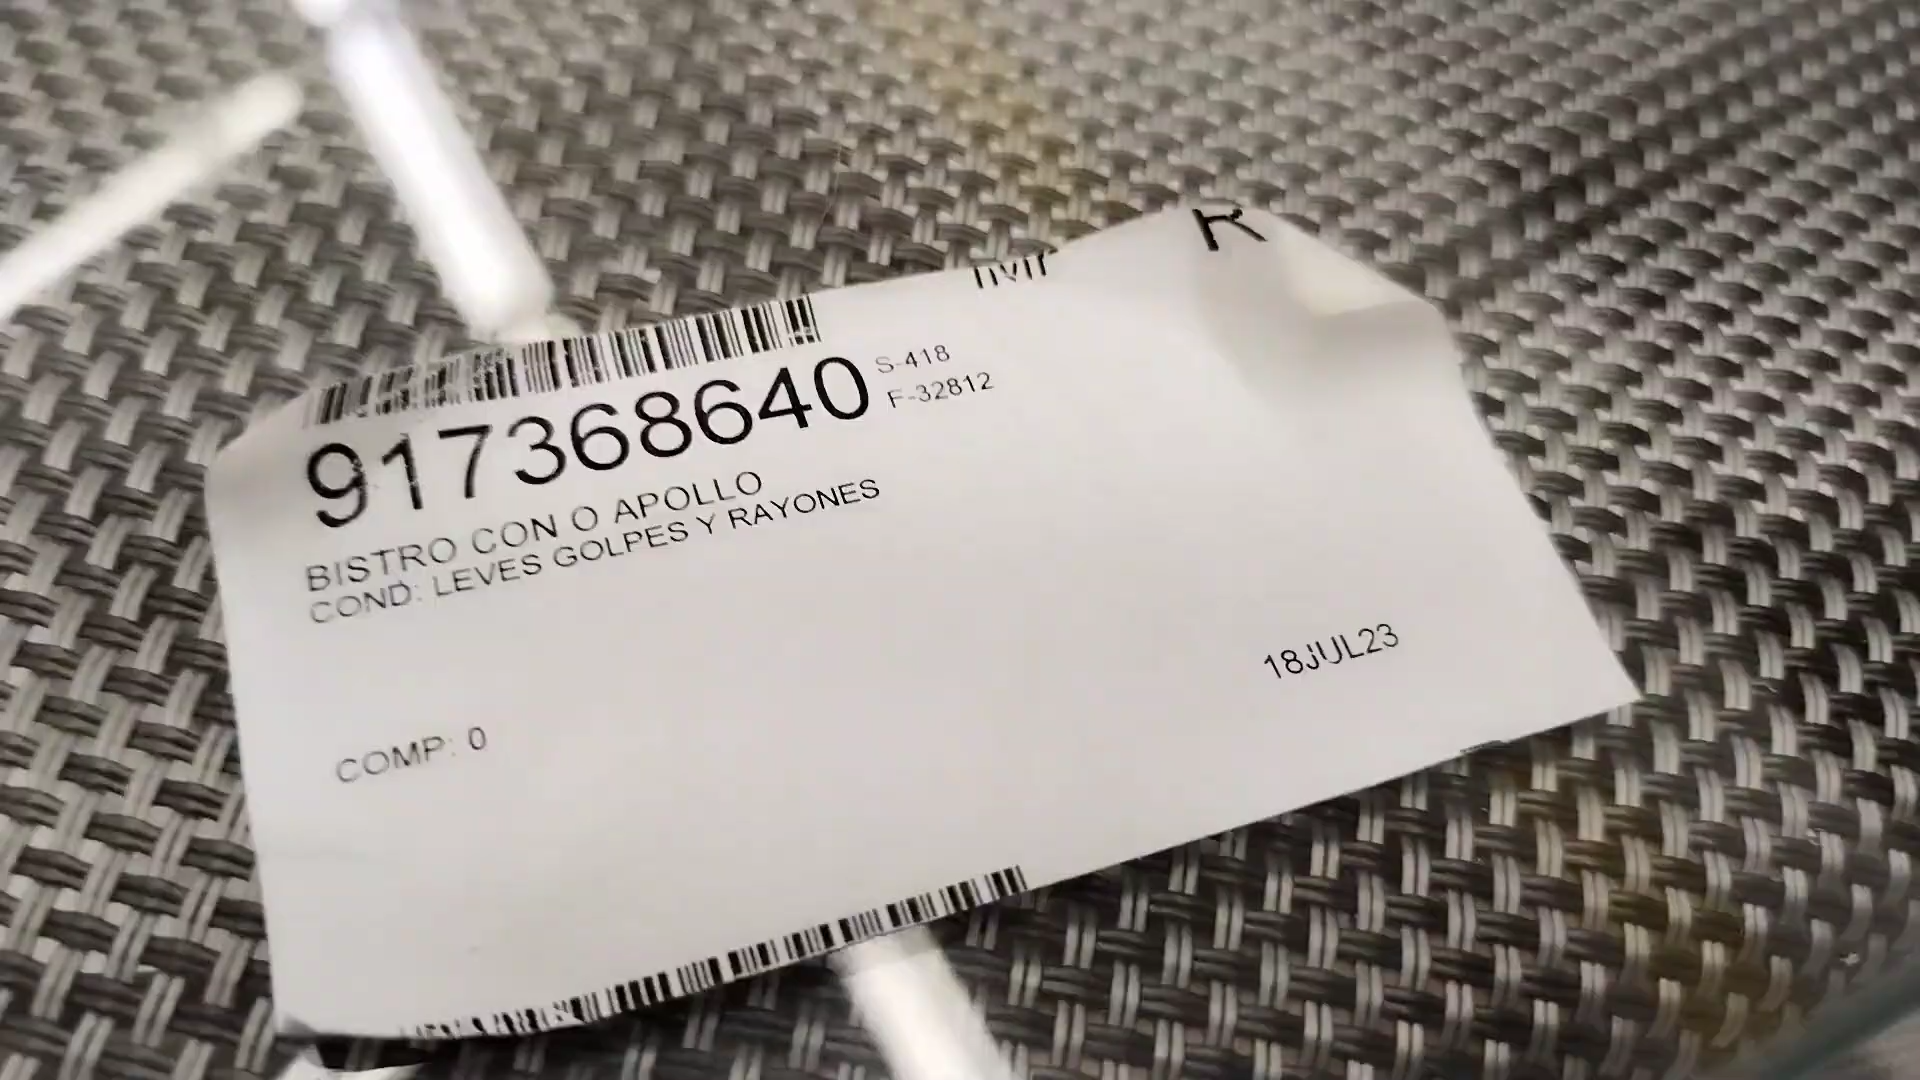 R
917368640
S-418
F-32812
BISTRO CON O APOLLO
COND: LEVES GOLPES Y RAYONES
18JUL23
COMP: 0